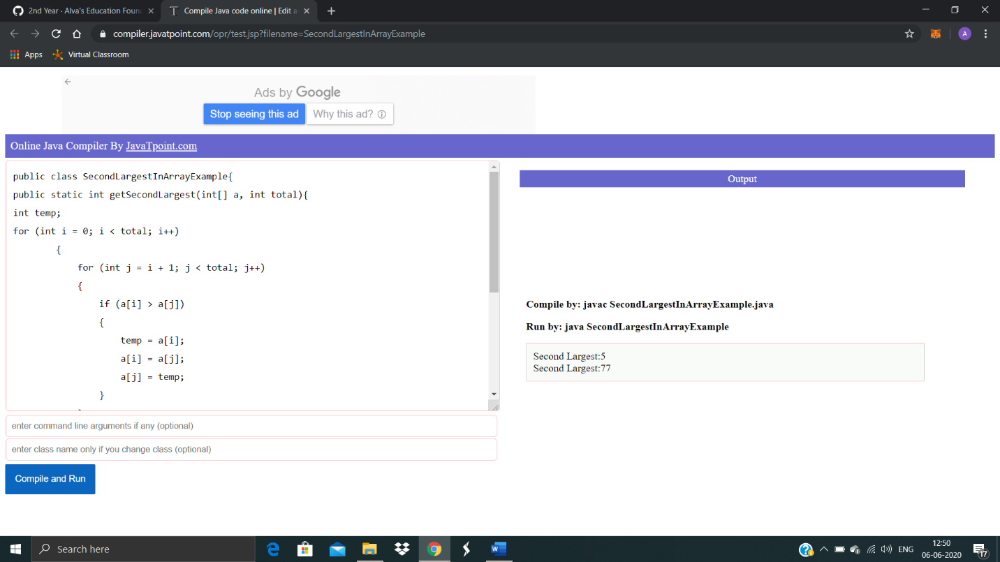 2nd Year - Alva's Education Foun
Compile Java code online | Edit a
compiler.javatpoint.com/opr/test.jsp?filename=SecondLargestInArrayExample
A
Apps
Virtual Classroom
Ads by Google
Stop seeing this ad
Why this ad?
Online Java Compiler By JavaTpoint.com
public class SecondLargestInArrayExample{
public static int getSecondLargest(int[] a, int total){
int temp;
for (int i = 0; i < total; i++)
{
for (int j = i + 1; j < total; j++)
{
if (a[i] > a[j])
{
temp = a[i];
a[i] = a[j];
a[j] = temp;
}
enter command line arguments if any (optional)
enter class name only if you change class (optional)
Compile and Run
Output
Compile by: javac SecondLargestInArrayExample.java
Run by: java SecondLargestInArrayExample
Second Largest:5
Second Largest:77
Search here
ENG
12:50
06-06-2020
17